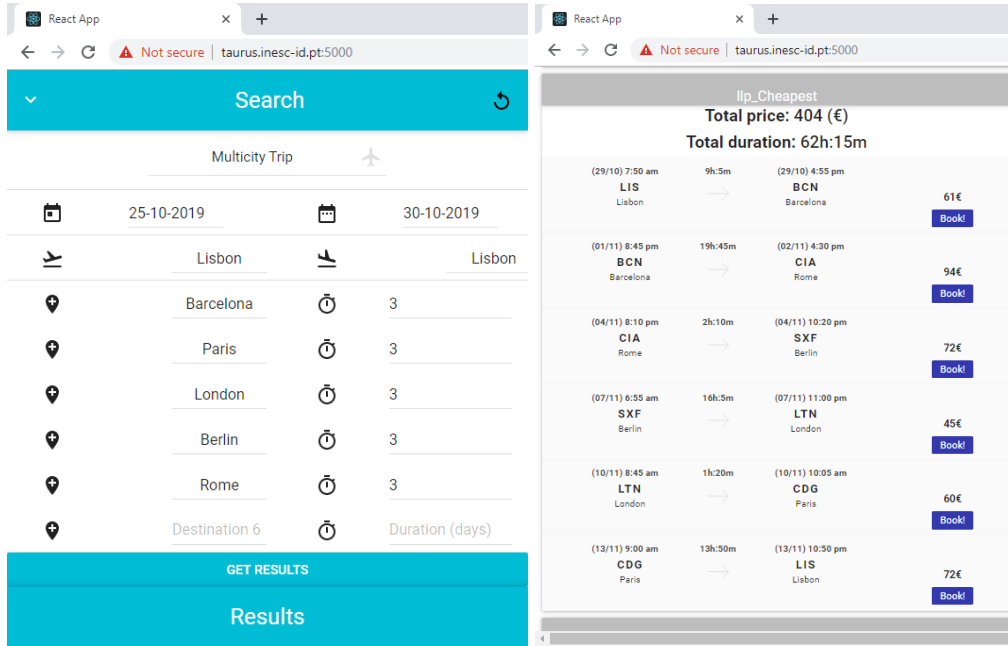 React App
Not secure | taurus.inesc-id.pt:5000
Search
Multicity Trip
25-10-2019 30-10-2019
Lisbon Lisbon
Barcelona 3
Paris 3
London 3
Berlin 3
Rome 3
Destination 6 Duration (days)
GET RESULTS
Results
React App
Not secure | taurus.inesc-id.pt:5000
Ilp_Cheapest
Total price: 404 (€)
Total duration: 62h:15m
(29/10) 7:50 am 9h:5m (29/10) 4:55 pm
LIS BCN
Lisbon Barcelona
61€
Book!
(01/11) 8:45 pm 19h:45m (02/11) 4:30 pm
BCN CIA
Barcelona Rome
94€
Book!
(04/11) 8:10 pm 2h:10m (04/11) 10:20 pm
CIA SXF
Rome Berlin
72€
Book!
(07/11) 6:55 am 16h:5m (07/11) 11:00 pm
SXF LTN
Berlin London
45€
Book!
(10/11) 8:45 am 1h:20m (10/11) 10:05 am
LTN CDG
London Paris
60€
Book!
(13/11) 9:00 am 13h:50m (13/11) 10:50 pm
CDG LIS
Paris Lisbon
72€
Book!